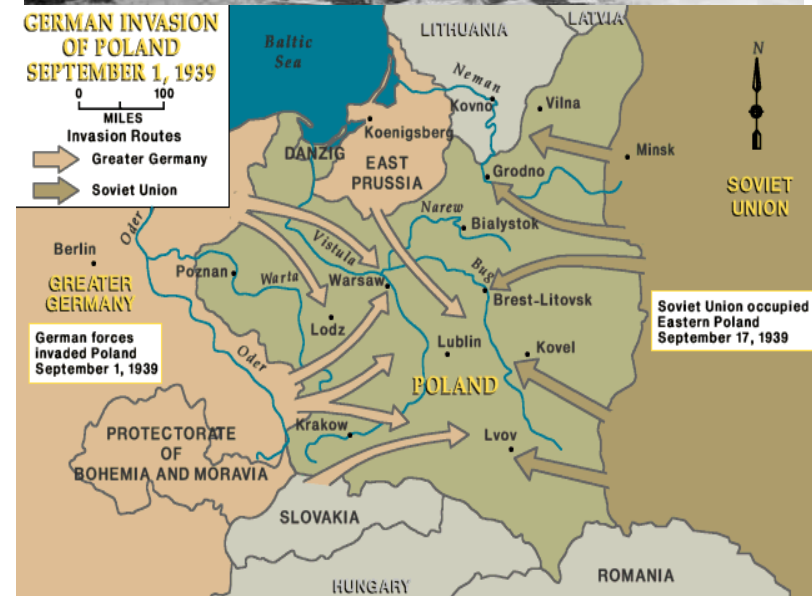 GERMAN INVASION
OF POLAND
SEPTEMBER 1, 1939
0 100
MILES
Invasion Routes
Greater Germany
Soviet Union
Baltic
Sea
LITHUANIA
LATVIA
Neman
Kovno
Vilna
N
Koenigsberg
DANZIG
EAST
PRUSSIA
Grodno
Minsk
SOVIET
UNION
Narew
Bialystok
Oder
Berlin
GREATER
GERMANY
Poznan
Warta
Vistula
Warsaw
Bug
Brest-Litovsk
Soviet Union occupied
Eastern Poland
September 17, 1939
German forces
invaded Poland
September 1, 1939
Lodz
Oder
Lublin
Kovel
POLAND
PROTECTORATE
OF
BOHEMIA AND MORAVIA
Krakow
Lvov
SLOVAKIA
HUNGARY
ROMANIA